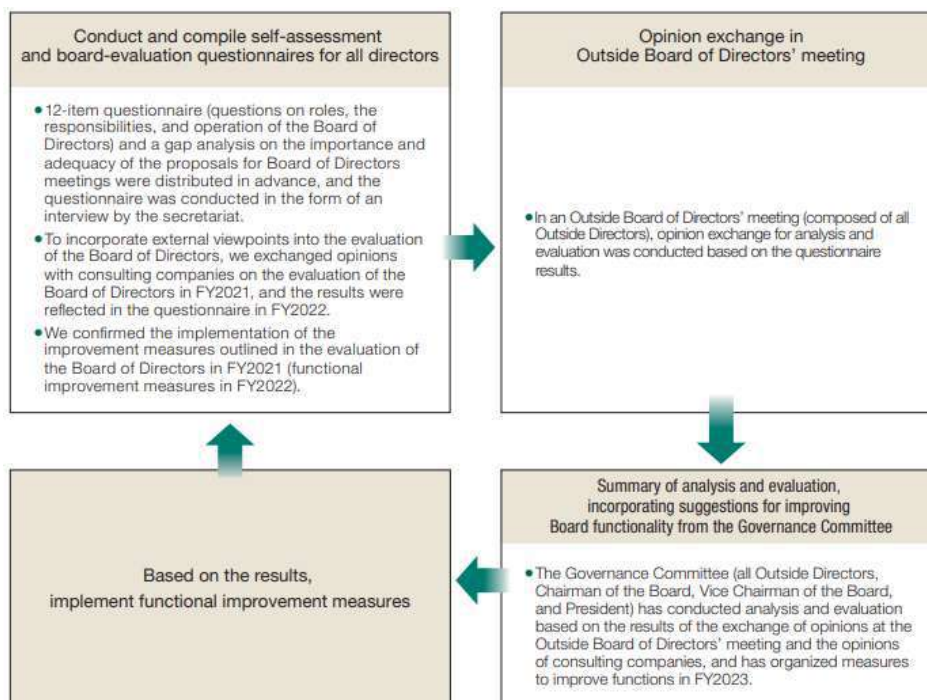 Conduct and compile self-assessment
and board-evaluation questionnaires for all directors
● 12-item questionnaire (questions on roles, the
responsibilities, and operation of the Board of
Directors) and a gap analysis on the importance and
adequacy of the proposals for Board of Directors
meetings were distributed in advance, and the
questionnaire was conducted in the form of an
interview by the secretariat.
● To incorporate external viewpoints into the evaluation
of the Board of Directors, we exchanged opinions
with consulting companies on the evaluation of the
Board of Directors in FY2021, and the results were
reflected in the questionnaire in FY2022.
● We confirmed the implementation of the
improvement measures outlined in the evaluation of
the Board of Directors in FY2021 (functional
improvement measures in FY2022).
Opinion exchange in
Outside Board of Directors' meeting
● In an Outside Board of Directors' meeting (composed of all
Outside Directors), opinion exchange for analysis and
evaluation was conducted based on the questionnaire
results.
Summary of analysis and evaluation,
incorporating suggestions for improving
Board functionality from the Governance Committee
● The Governance Committee (all Outside Directors,
Chairman of the Board, Vice Chairman of the Board,
and President) has conducted analysis and evaluation
based on the results of the exchange of opinions at the
Outside Board of Directors' meeting and the opinions
of consulting companies, and has organized measures
to improve functions in FY2023.
Based on the results,
implement functional improvement measures